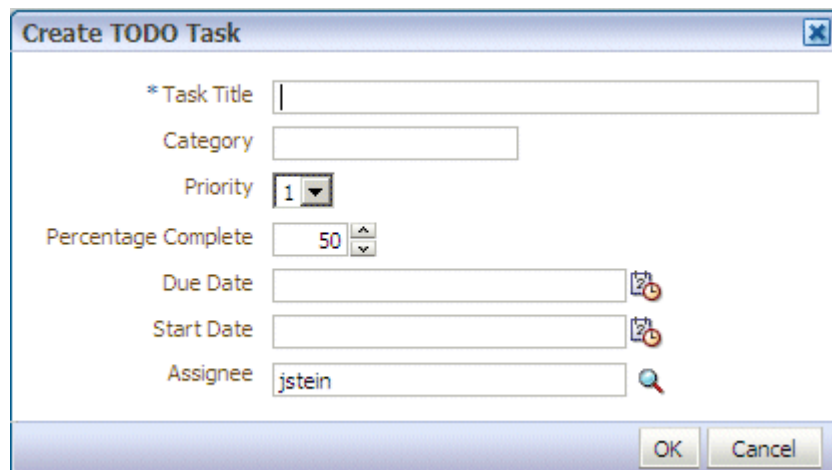 Create TODO Task
* Task Title
Category
Priority 1
Percentage Complete 50
Due Date
Start Date
Assignee jstein
OK Cancel